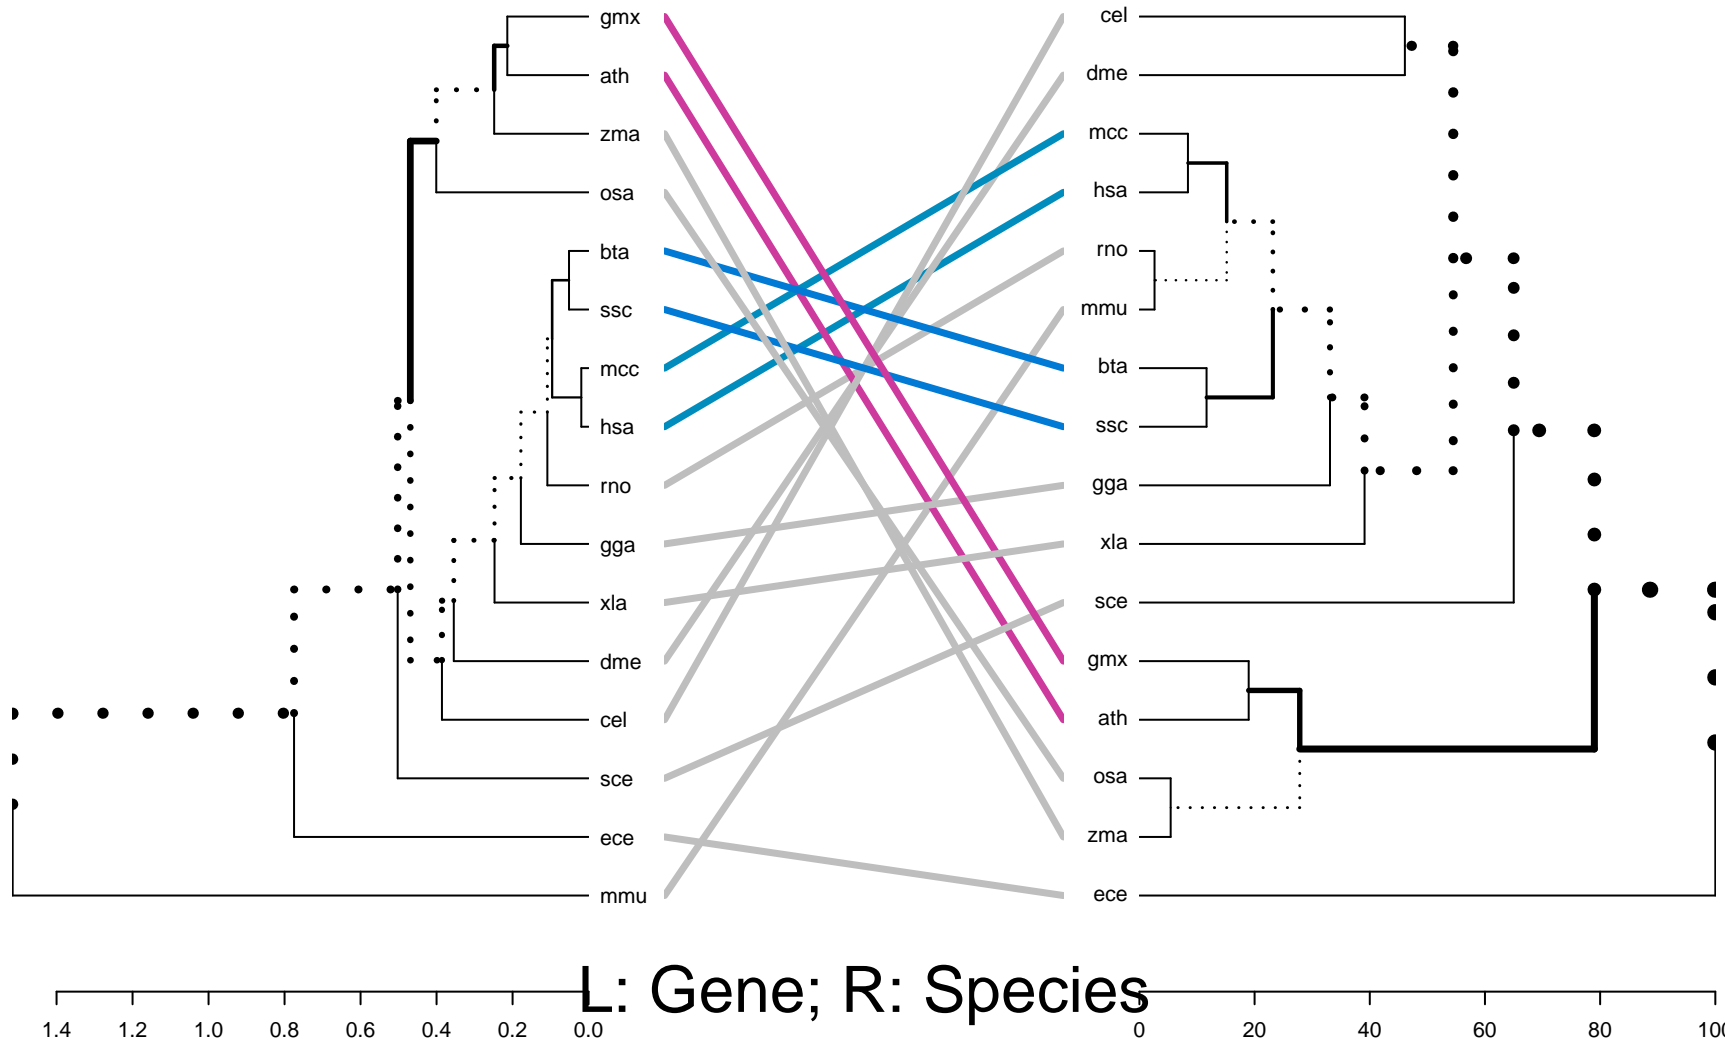 gmx
ath
zma
osa
bta
ssc
mcc
hsa
rno
gga
xla
dme
cel
sce
ece
mmu
cel
dme
mcc
hsa
rno
mmu
bta
ssc
gga
xla
sce
gmx
ath
osa
zma
ece
L: Gene; R: Species
1.4 1.2 1.0 0.8 0.6 0.4 0.2 0.0
0 20 40 60 80 100